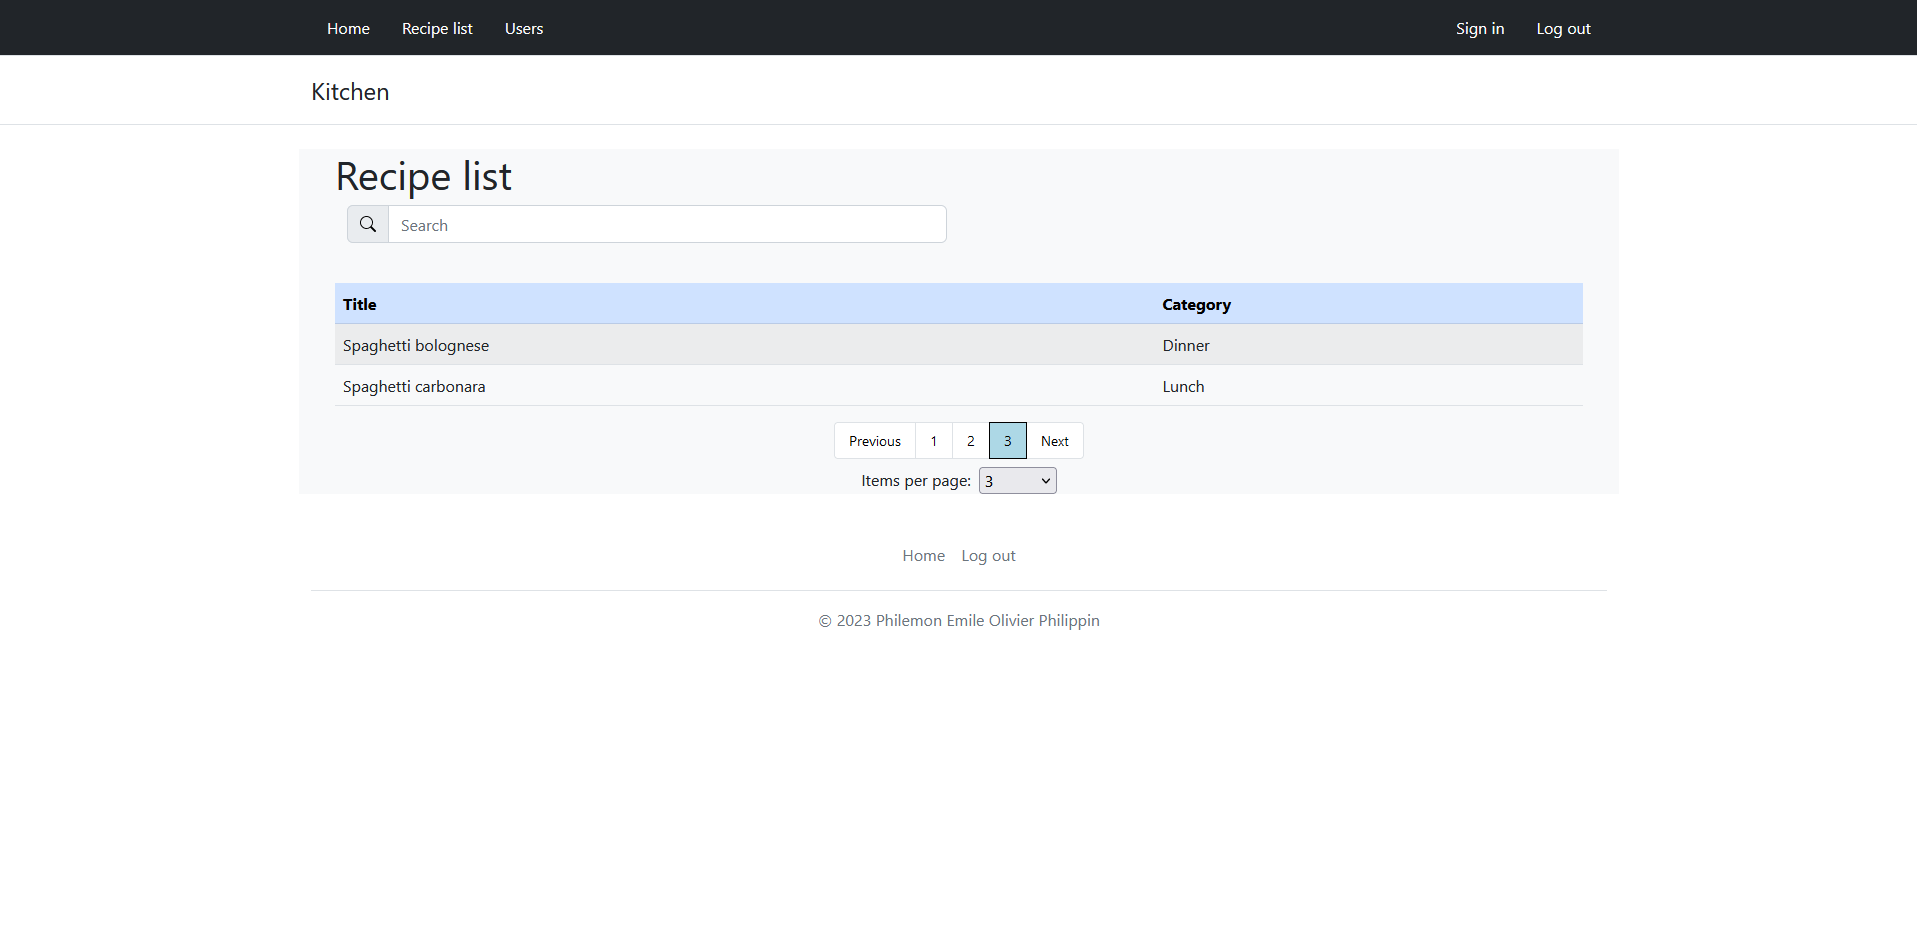 Home Recipe list Users Sign in Log out
Kitchen
Recipe list
Search
Title Category
Spaghetti bolognese Dinner
Spaghetti carbonara Lunch
Previous 1 2 3 Next
Items per page: 3
Home Log out
© 2023 Philemon Emile Olivier Philippin